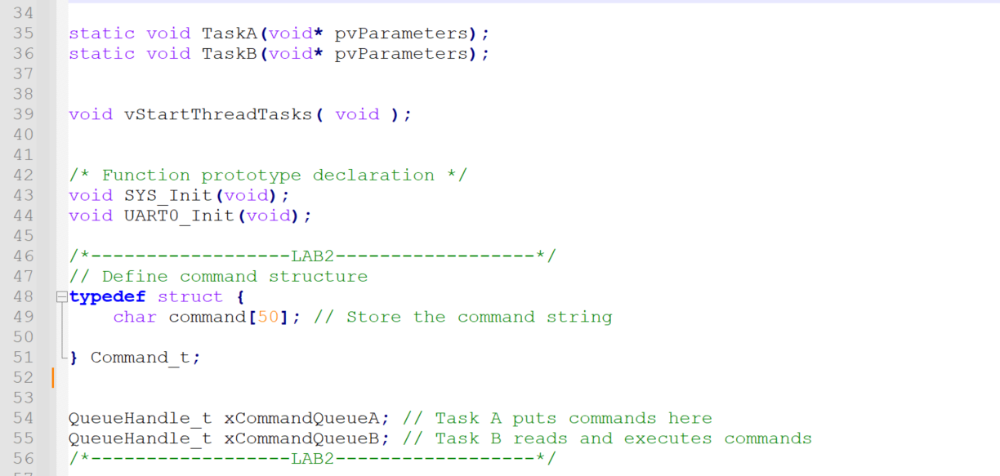 34
35 static void TaskA(void* pvParameters);
36 static void TaskB(void* pvParameters);
37
38
39 void vStartThreadTasks( void );
40
41
42 /* Function prototype declaration */
43 void SYS_Init(void);
44 void UART0_Init(void);
45
46 /*------------------LAB2------------------*/
47 // Define command structure
48 typedef struct {
49     char command[50]; // Store the command string
50
51 } Command_t;
52
53
54 QueueHandle_t xCommandQueueA; // Task A puts commands here
55 QueueHandle_t xCommandQueueB; // Task B reads and executes commands
56 /*------------------LAB2------------------*/
57